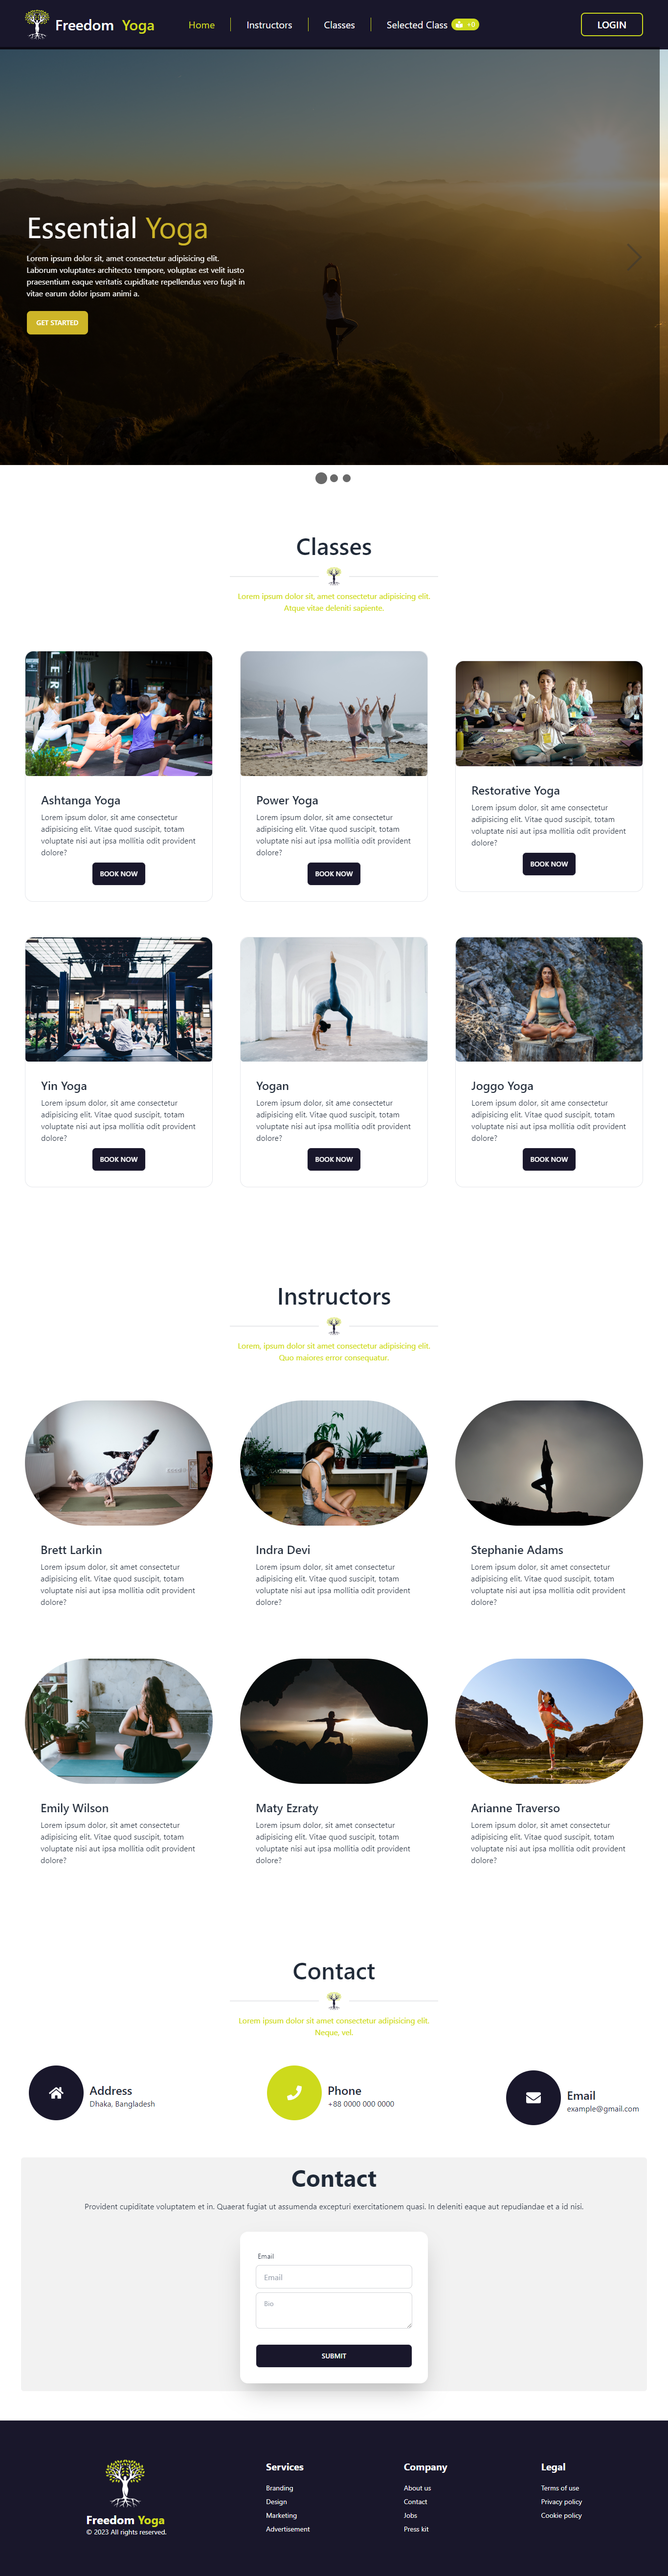 Freedom Yoga
Home
Instructors
Classes
Selected Class
+0
LOGIN
Essential Yoga
Lorem ipsum dolor sit, amet consectetur adipisicing elit.
Laborum voluptates architecto tempore, voluptas est velit iusto
praesentium eaque veritatis cupiditate repellendus vero fugit in
vitae earum dolor ipsam animi a.
GET STARTED
Classes
Lorem ipsum dolor sit, amet consectetur adipisicing elit.
Atque vitae deleniti sapiente.
Ashtanga Yoga
Lorem ipsum dolor, sit ame consectetur
adipisicing elit. Vitae quod suscipit, totam
voluptate nisi aut ipsa mollitia odit provident
dolore?
BOOK NOW
Power Yoga
Lorem ipsum dolor, sit ame consectetur
adipisicing elit. Vitae quod suscipit, totam
voluptate nisi aut ipsa mollitia odit provident
dolore?
BOOK NOW
Restorative Yoga
Lorem ipsum dolor, sit ame consectetur
adipisicing elit. Vitae quod suscipit, totam
voluptate nisi aut ipsa mollitia odit provident
dolore?
BOOK NOW
Yin Yoga
Lorem ipsum dolor, sit ame consectetur
adipisicing elit. Vitae quod suscipit, totam
voluptate nisi aut ipsa mollitia odit provident
dolore?
BOOK NOW
Yogan
Lorem ipsum dolor, sit ame consectetur
adipisicing elit. Vitae quod suscipit, totam
voluptate nisi aut ipsa mollitia odit provident
dolore?
BOOK NOW
Joggo Yoga
Lorem ipsum dolor, sit ame consectetur
adipisicing elit. Vitae quod suscipit, totam
voluptate nisi aut ipsa mollitia odit provident
dolore?
BOOK NOW
Instructors
Lorem, ipsum dolor sit amet consectetur adipisicing elit.
Quo maiores error consequatur.
Brett Larkin
Lorem ipsum dolor, sit amet consectetur
adipisicing elit. Vitae quod suscipit, totam
voluptate nisi aut ipsa mollitia odit provident
dolore?
Indra Devi
Lorem ipsum dolor, sit amet consectetur
adipisicing elit. Vitae quod suscipit, totam
voluptate nisi aut ipsa mollitia odit provident
dolore?
Stephanie Adams
Lorem ipsum dolor, sit amet consectetur
adipisicing elit. Vitae quod suscipit, totam
voluptate nisi aut ipsa mollitia odit provident
dolore?
Emily Wilson
Lorem ipsum dolor, sit amet consectetur
adipisicing elit. Vitae quod suscipit, totam
voluptate nisi aut ipsa mollitia odit provident
dolore?
Maty Ezraty
Lorem ipsum dolor, sit amet consectetur
adipisicing elit. Vitae quod suscipit, totam
voluptate nisi aut ipsa mollitia odit provident
dolore?
Arianne Traverso
Lorem ipsum dolor, sit amet consectetur
adipisicing elit. Vitae quod suscipit, totam
voluptate nisi aut ipsa mollitia odit provident
dolore?
Contact
Lorem ipsum dolor sit amet consectetur adipisicing elit.
Neque, vel.
Address
Dhaka, Bangladesh
Phone
+88 0000 000 0000
Email
example@gmail.com
Contact
Provident cupiditate voluptatem et in. Quaerat fugiat ut assumenda excepturi exercitationem quasi. In deleniti eaque aut repudiandae et a id nisi.
Email
Email
Bio
SUBMIT
Freedom Yoga
© 2023 All rights reserved.
Services
Branding
Design
Marketing
Advertisement
Company
About us
Contact
Jobs
Press kit
Legal
Terms of use
Privacy policy
Cookie policy